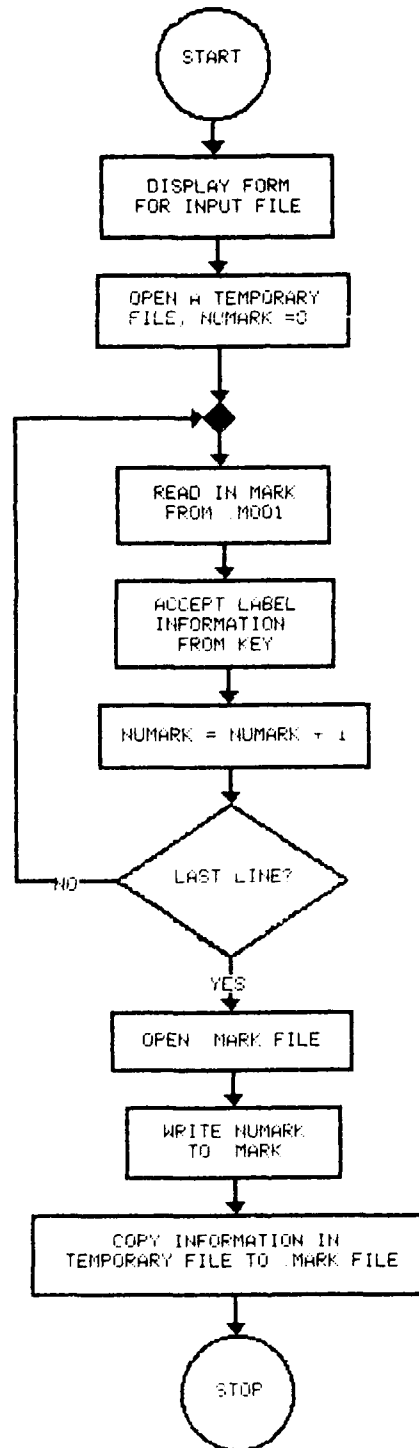 START
DISPLAY FORM
FOR INPUT FILE
OPEN A TEMPORARY
FILE, NUMARK =0
READ IN MARK
FROM .M001
ACCEPT LABEL
INFORMATION
FROM KEY
NUMARK = NUMARK + 1
LAST LINE?
NO
YES
OPEN MARK FILE
WRITE NUMARK
TO MARK
COPY INFORMATION IN
TEMPORARY FILE TO .MARK FILE
STOP